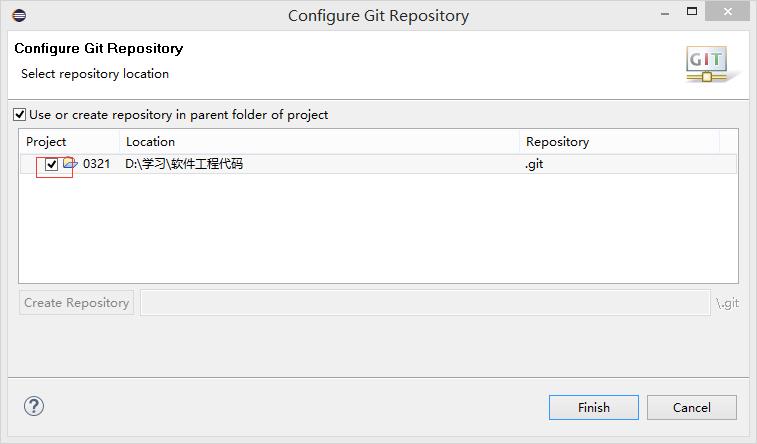 Configure Git Repository
Configure Git Repository
Select repository location
GIT
Use or create repository in parent folder of project
Project Location Repository
0321 D:\学习\软件工程代码 .git
Create Repository \.git
Finish Cancel